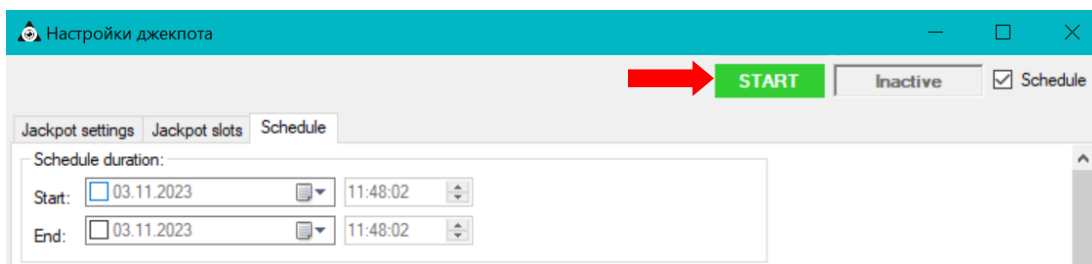 Настройки джекпота
START Inactive Schedule
Jackpot settings Jackpot slots Schedule
Schedule duration:
Start: 03.11.2023 11:48:02
End: 03.11.2023 11:48:02